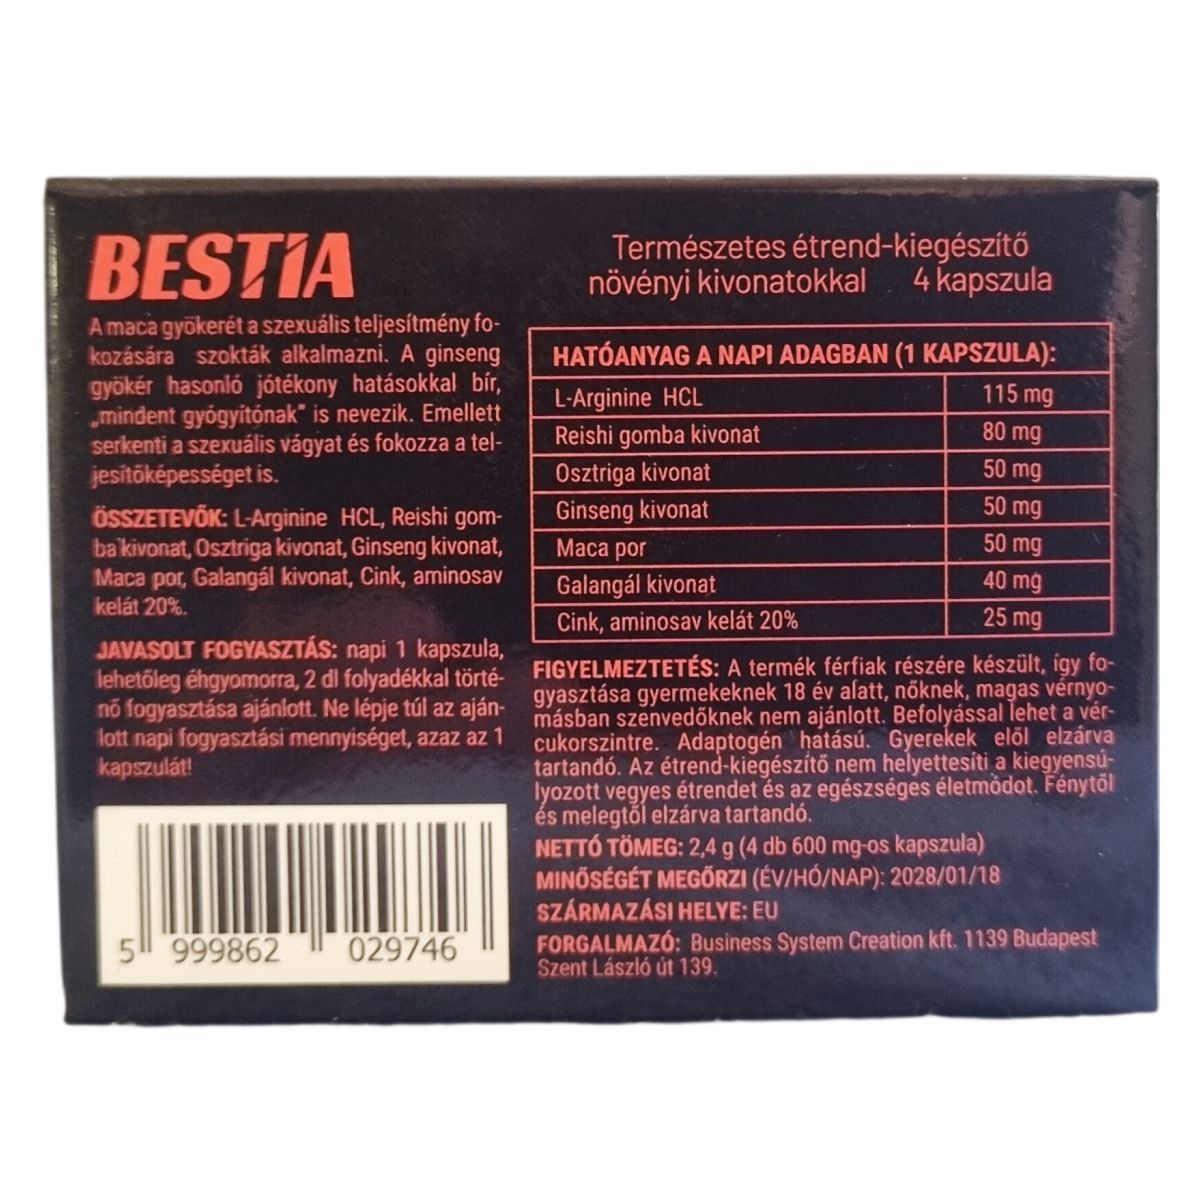 BESTIA
A maca gyökerét a szexuális teljesítmény fo-
kozására szokták alkalmazni. A ginseng
gyökér hasonló jótékony hatásokkal bír,
„mindent gyógyítónak" is nevezik. Emellett
serkenti a szexuális vágyat és fokozza a tel-
jesítőképességet is.
ÖSSZETEVŐK: L-Arginine HCL, Reishi gom-
ba kivonat, Osztriga kivonat, Ginseng kivonat,
Maca por, Galangál kivonat, Cink, aminosav
kelát 20%.
JAVASOLT FOGYASZTÁS: napi 1 kapszula,
lehetőleg éhgyomorra, 2 dl folyadékkal törté-
nő fogyasztása ajánlott. Ne lépje túl az aján-
lott napi fogyasztási mennyiséget, azaz az 1
kapszulát!
5 999862 029746
Természetes étrend-kiegészítő
növényi kivonatokkal 4 kapszula
HATÓANYAG A NAPI ADAGBAN (1 KAPSZULA):
L-Arginine HCL 115 mg
Reishi gomba kivonat 80 mg
Osztriga kivonat 50 mg
Ginseng kivonat 50 mg
Maca por 50 mg
Galangál kivonat 40 mg
Cink, aminosav kelát 20% 25 mg
FIGYELMEZTETÉS: A termék férfiak részére készült, így fo-
gyasztása gyermekeknek 18 év alatt, nőknek, magas vérnyo-
másban szenvedőknek nem ajánlott. Befolyással lehet a vér-
cukorszintre. Adaptogén hatású. Gyerekek elől elzárva
tartandó. Az étrend-kiegészítő nem helyettesíti a kiegyensú-
lyozott vegyes étrendet és az egészséges életmódot. Fénytől
és melegtől elzárva tartandó.
NETTÓ TÖMEG: 2,4 g (4 db 600 mg-os kapszula)
MINŐSÉGÉT MEGŐRZI (ÉV/HÓ/NAP): 2028/01/18
SZÁRMAZÁSI HELYE: EU
FORGALMAZÓ: Business System Creation kft. 1139 Budapest
Szent László út 139.